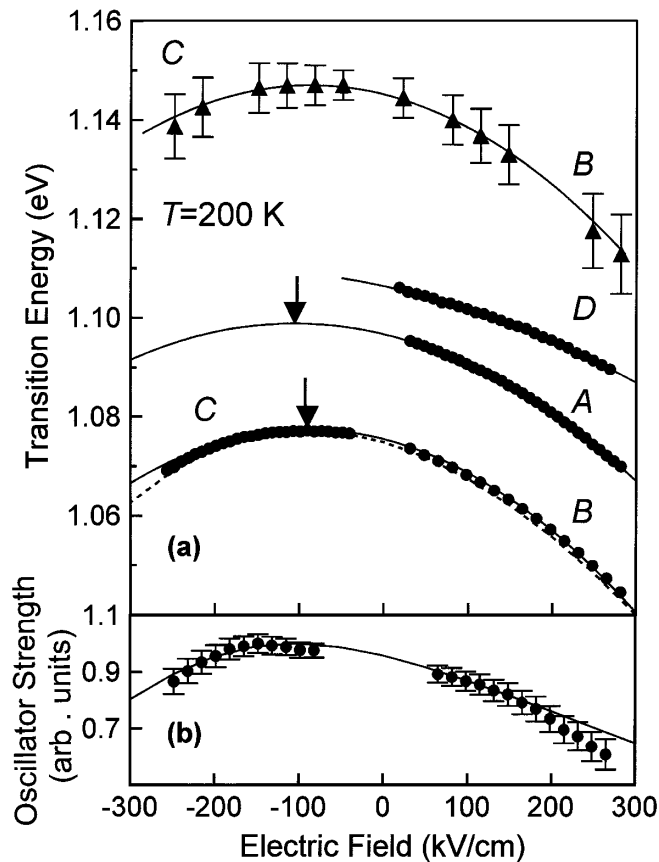 1.16
C
1.14
B
T=200 K
1.12
Transition Energy (eV)
1.10
D
A
1.08
C
B
1.06
(a)
1.1
Oscillator Strength
(arb . units)
0.9
0.7
(b)
-300 -200 -100 0 100 200 300
Electric Field (kV/cm)